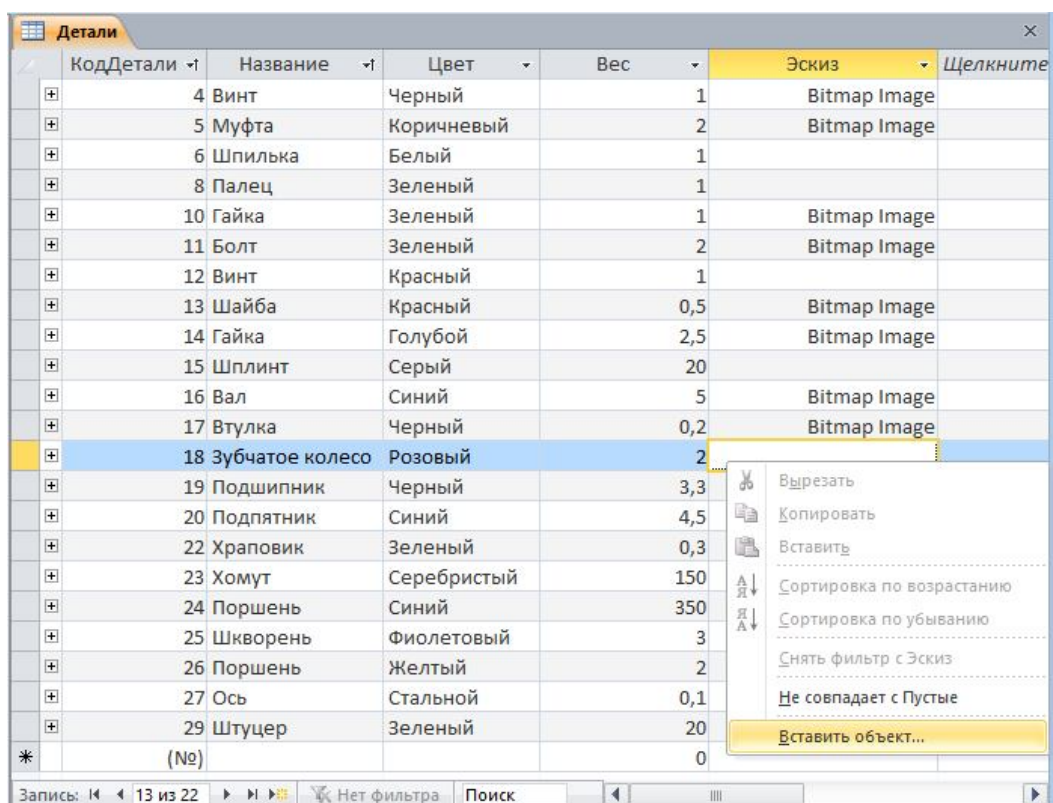 Детали
КодДетали Название Цвет Вес Эскиз Щелкните
4 Винт Черный 1 Bitmap Image
5 Муфта Коричневый 2 Bitmap Image
6 Шпилька Белый 1
8 Палец Зеленый 1
10 Гайка Зеленый 1 Bitmap Image
11 Болт Зеленый 2 Bitmap Image
12 Винт Красный 1
13 Шайба Красный 0,5 Bitmap Image
14 Гайка Голубой 2,5 Bitmap Image
15 Шплинт Серый 20
16 Вал Синий 5 Bitmap Image
17 Втулка Черный 0,2 Bitmap Image
18 Зубчатое колесо Розовый 2
19 Подшипник Черный 3,3
20 Подпятник Синий 4,5
22 Храповик Зеленый 0,3
23 Хомут Серебристый 150
24 Поршень Синий 350
25 Шкворень Фиолетовый 3
26 Поршень Желтый 2
27 Ось Стальной 0,1
29 Штуцер Зеленый 20
(№) 0
Вырезать
Копировать
Вставить
Сортировка по возрастанию
Сортировка по убыванию
Снять фильтр с Эскиз
Не совпадает с Пустые
Вставить объект...
Запись: 13 из 22 Нет фильтра Поиск